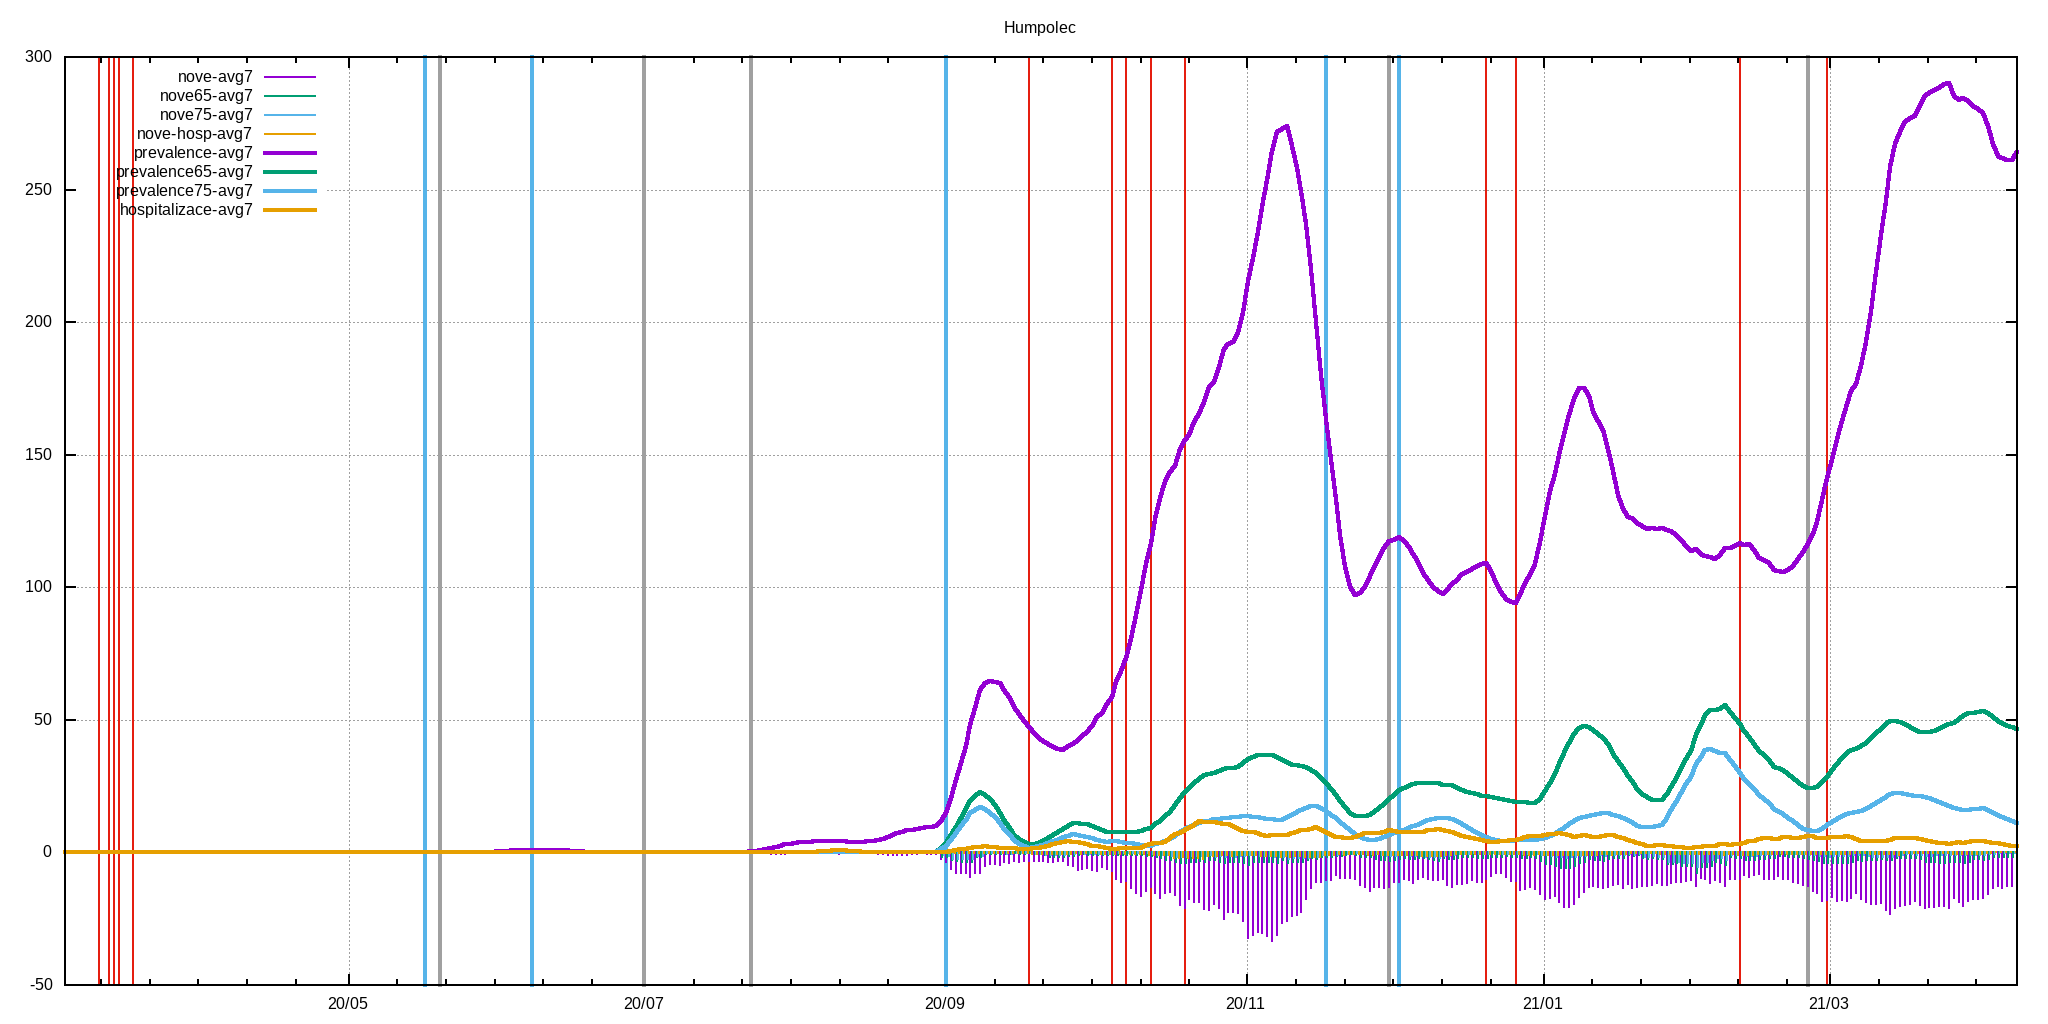 Humpolec
300
250
200
150
100
50
0
-50
nove-avg7
nove65-avg7
nove75-avg7
nove-hosp-avg7
prevalence-avg7
prevalence65-avg7
prevalence75-avg7
hospitalizace-avg7
20/05
20/07
20/09
20/11
21/01
21/03